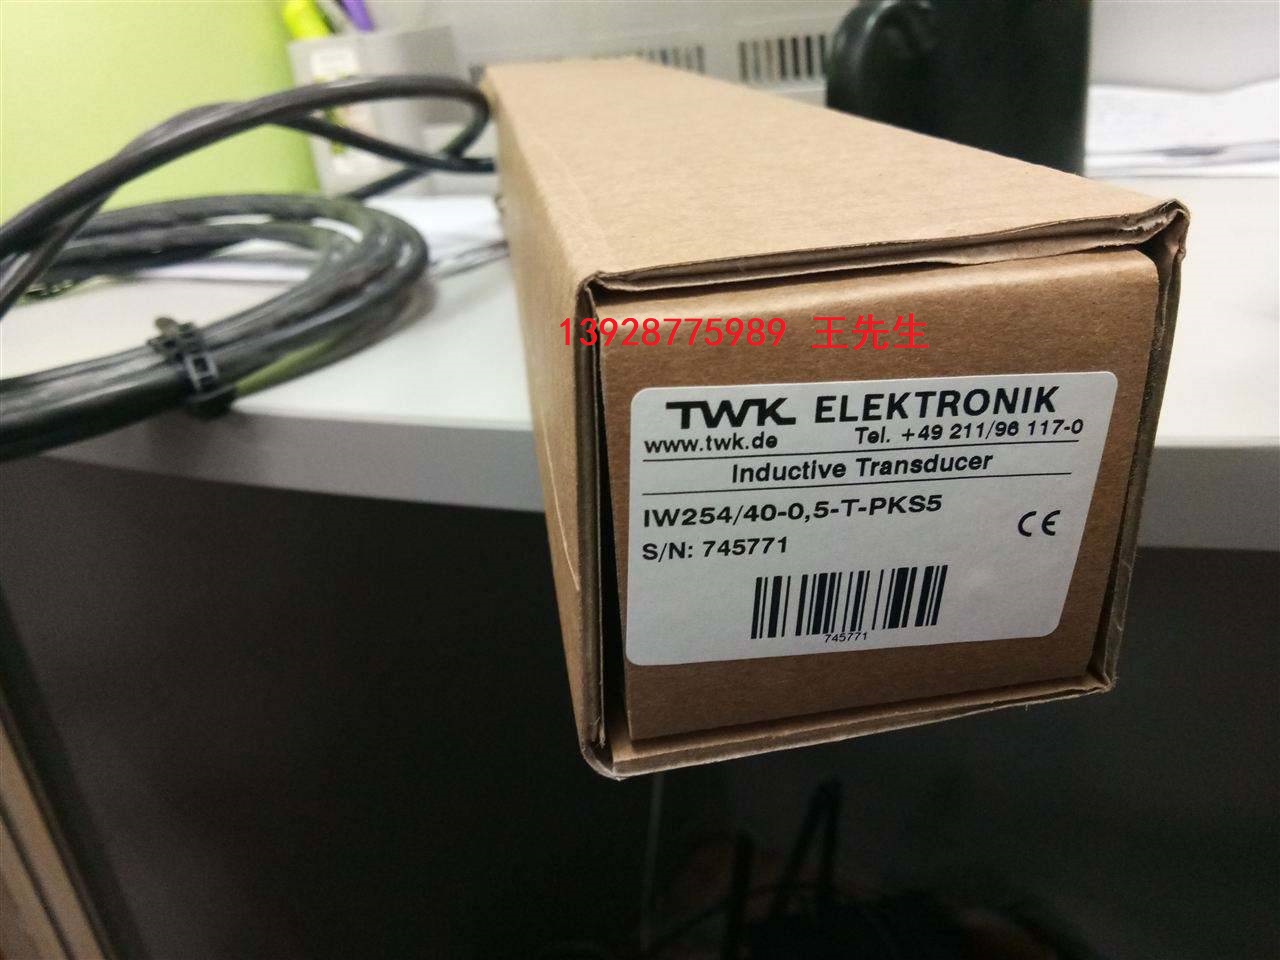 13928775989 王先生
TWK ELEKTRONIK
www.twk.de Tel. +49 211/96 117-0
Inductive Transducer
IW254/40-0,5-T-PKS5
CE
S/N: 745771
745771